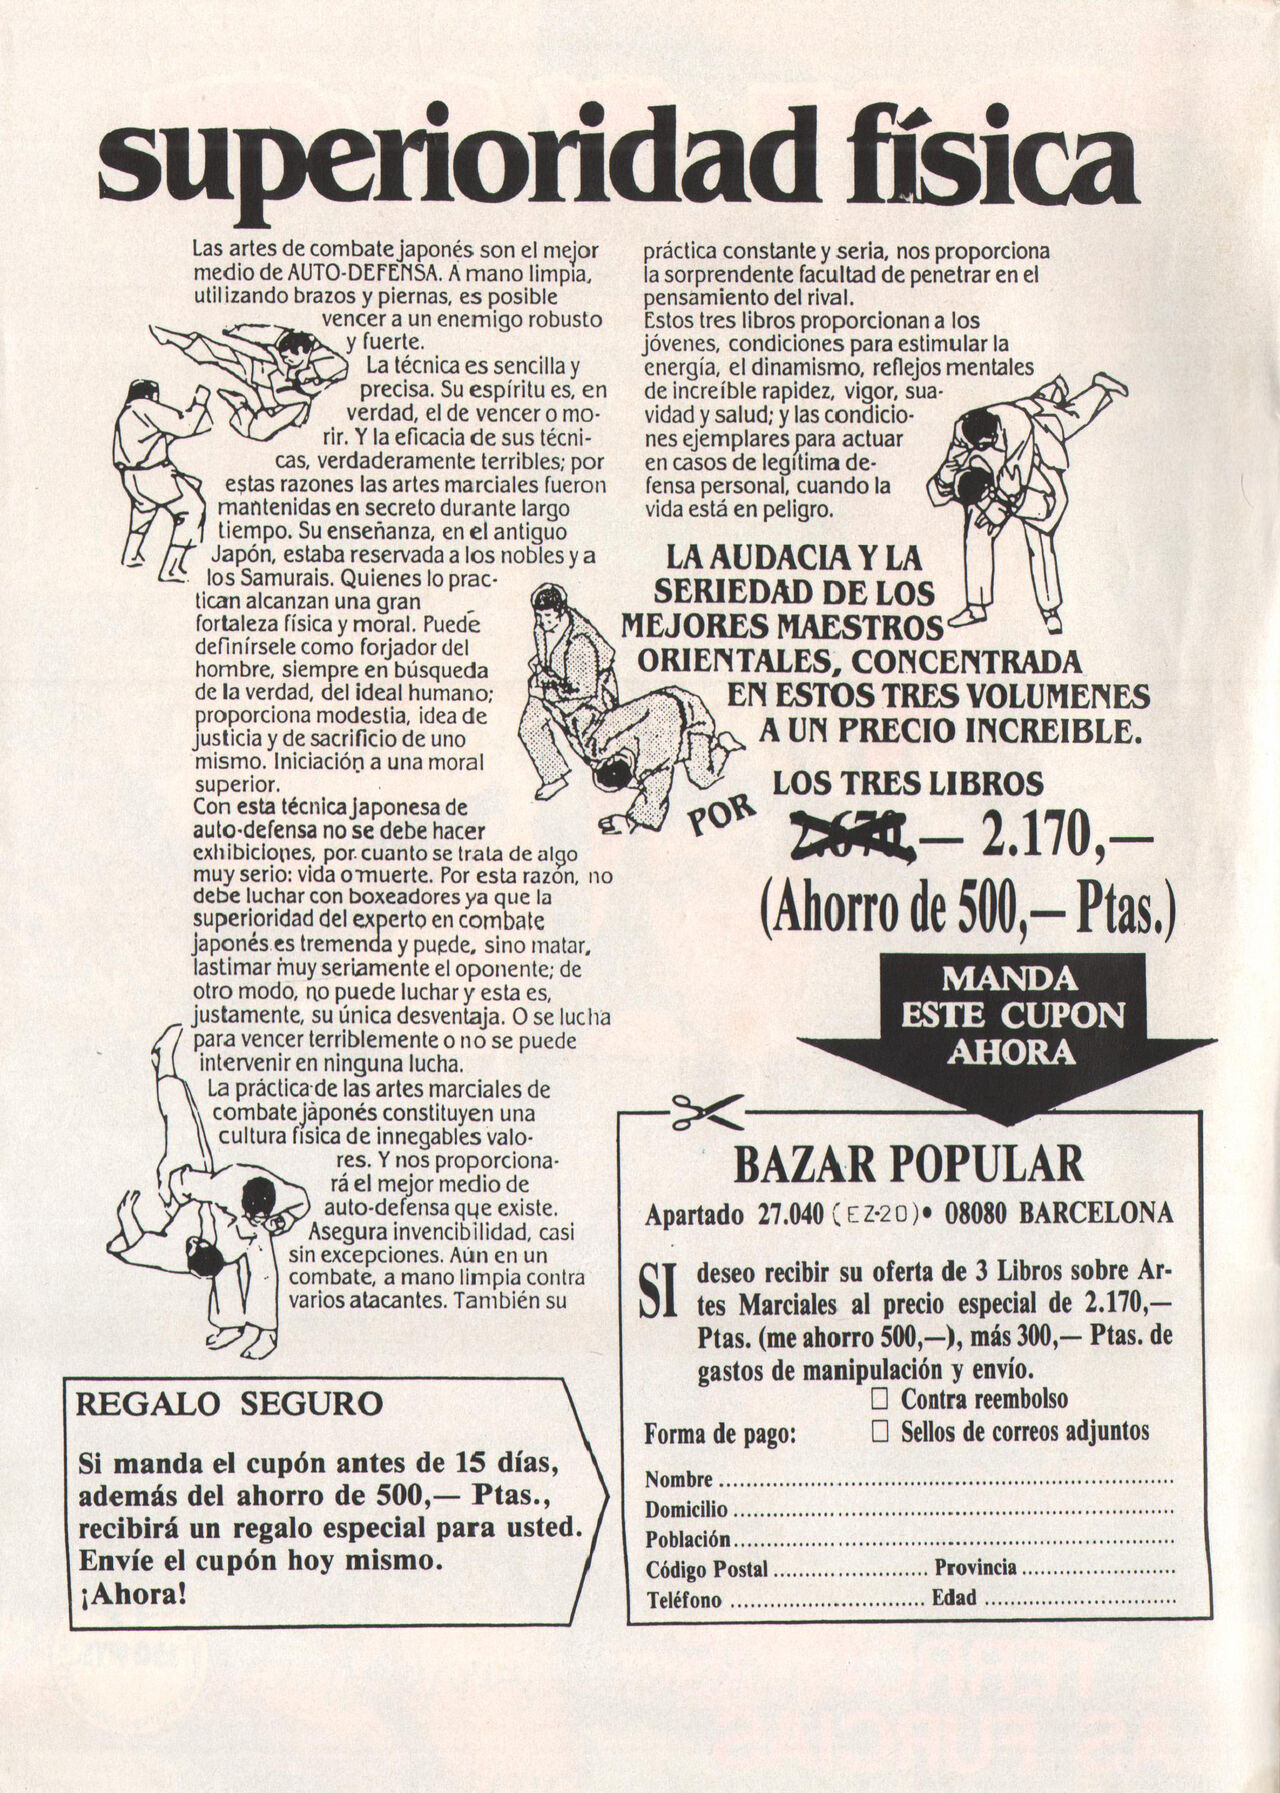 superioridad física
Las artes de combate japonés son el mejor
medio de AUTO-DEFENSA. A mano limpia,
utilizando brazos y piernas, es posible
vencer a un enemigo robusto
y fuerte.
La técnica es sencilla y
precisa. Su espíritu es, en
verdad, el de vencer o mo-
rir. Y la eficacia de sus técni-
cas, verdaderamente terribles; por
estas razones las artes marciales fueron
mantenidas en secreto durante largo
tiempo. Su enseñanza, en el antiguo
Japón, estaba reservada a los nobles y a
los Samurais. Quienes lo prac-
tican alcanzan una gran
fortaleza física y moral. Puede
definírsele como forjador del
hombre, siempre en búsqueda
de la verdad, del ideal humano;
proporciona modestia, idea de
justicia y de sacrificio de uno
mismo. Iniciación a una moral
superior.
Con esta técnica japonesa de
auto-defensa no se debe hacer
exhibiciones, por cuanto se trata de algo
muy serio: vida o muerte. Por esta razón, no
debe luchar con boxeadores ya que la
superioridad del experto en combate
japonés es tremenda y puede, sino matar,
lastimar muy seriamente el oponente; de
otro modo, no puede luchar y esta es,
justamente, su única desventaja. O se lucha
para vencer terriblemente o no se puede
intervenir en ninguna lucha.
La práctica de las artes marciales de
combate japonés constituyen una
cultura física de innegables valo-
res. Y nos proporciona-
rá el mejor medio de
auto-defensa que existe.
Asegura invencibilidad, casi
sin excepciones. Aún en un
combate, a mano limpia contra
varios atacantes. También su
práctica constante y seria, nos proporciona
la sorprendente facultad de penetrar en el
pensamiento del rival.
Estos tres libros proporcionan a los
jóvenes, condiciones para estimular la
energía, el dinamismo, reflejos mentales
de increíble rapidez, vigor, sua-
vidad y salud; y las condicio-
nes ejemplares para actuar
en casos de legítima de-
fensa personal, cuando la
vida está en peligro.
LA AUDACIA Y LA
SERIEDAD DE LOS
MEJORES MAESTROS
ORIENTALES, CONCENTRADA
EN ESTOS TRES VOLUMENES
A UN PRECIO INCREIBLE.
LOS TRES LIBROS
POR 2.670,— 2.170,—
(Ahorro de 500,— Ptas.)
MANDA
ESTE CUPON
AHORA
BAZAR POPULAR
Apartado 27.040 (EZ-20) • 08080 BARCELONA
SI deseo recibir su oferta de 3 Libros sobre Ar-
tes Marciales al precio especial de 2.170,—
Ptas. (me ahorro 500,—), más 300,— Ptas. de
gastos de manipulación y envío.
□ Contra reembolso
Forma de pago: □ Sellos de correos adjuntos
Nombre ..........
Domicilio ..........
Población ..........
Código Postal .......... Provincia ..........
Teléfono .......... Edad ..........
REGALO SEGURO
Si manda el cupón antes de 15 días,
además del ahorro de 500,— Ptas.,
recibirá un regalo especial para usted.
Envíe el cupón hoy mismo.
¡Ahora!